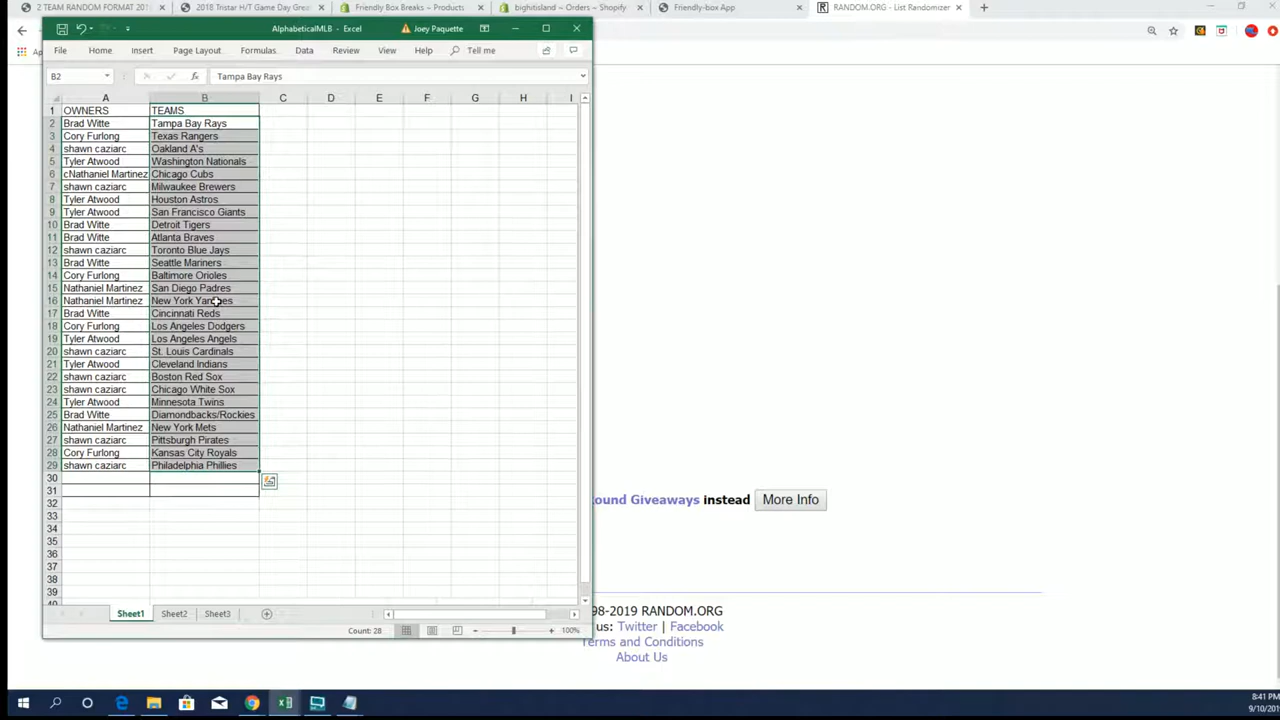 2 TEAM RANDOM FORMAT 2018 2018 Tristar H/T Game Day Grea Friendly Box Breaks ~ Products bightisland ~ Orders ~ Shopify Friendly-box App RANDOM.ORG - List Randomizer
AlphabeticalMLB - Excel Joey Paquette
File Home Insert Page Layout Formulas Data Review View Help Tell me
B2 fx Tampa Bay Rays
A B C D E F G H I
1 OWNERS TEAMS
2 Brad Witte Tampa Bay Rays
3 Cory Furlong Texas Rangers
4 shawn caziarc Oakland A's
5 Tyler Atwood Washington Nationals
6 cNathaniel Martinez Chicago Cubs
7 shawn caziarc Milwaukee Brewers
8 Tyler Atwood Houston Astros
9 Tyler Atwood San Francisco Giants
10 Brad Witte Detroit Tigers
11 Brad Witte Atlanta Braves
12 shawn caziarc Toronto Blue Jays
13 Brad Witte Seattle Mariners
14 Cory Furlong Baltimore Orioles
15 Nathaniel Martinez San Diego Padres
16 Nathaniel Martinez New York Yankees
17 Brad Witte Cincinnati Reds
18 Cory Furlong Los Angeles Dodgers
19 Tyler Atwood Los Angeles Angels
20 shawn caziarc St. Louis Cardinals
21 Tyler Atwood Cleveland Indians
22 shawn caziarc Boston Red Sox
23 shawn caziarc Chicago White Sox
24 Tyler Atwood Minnesota Twins
25 Brad Witte Diamondbacks/Rockies
26 Nathaniel Martinez New York Mets
27 shawn caziarc Pittsburgh Pirates
28 Cory Furlong Kansas City Royals
29 shawn caziarc Philadelphia Phillies
30
31
32
33
34
35
36
37
38
39
ound Giveaways instead More Info
98-2019 RANDOM.ORG
us: Twitter | Facebook
Terms and Conditions
About Us
Sheet1 Sheet2 Sheet3
Count: 28 100%
8:41 PM
9/10/201